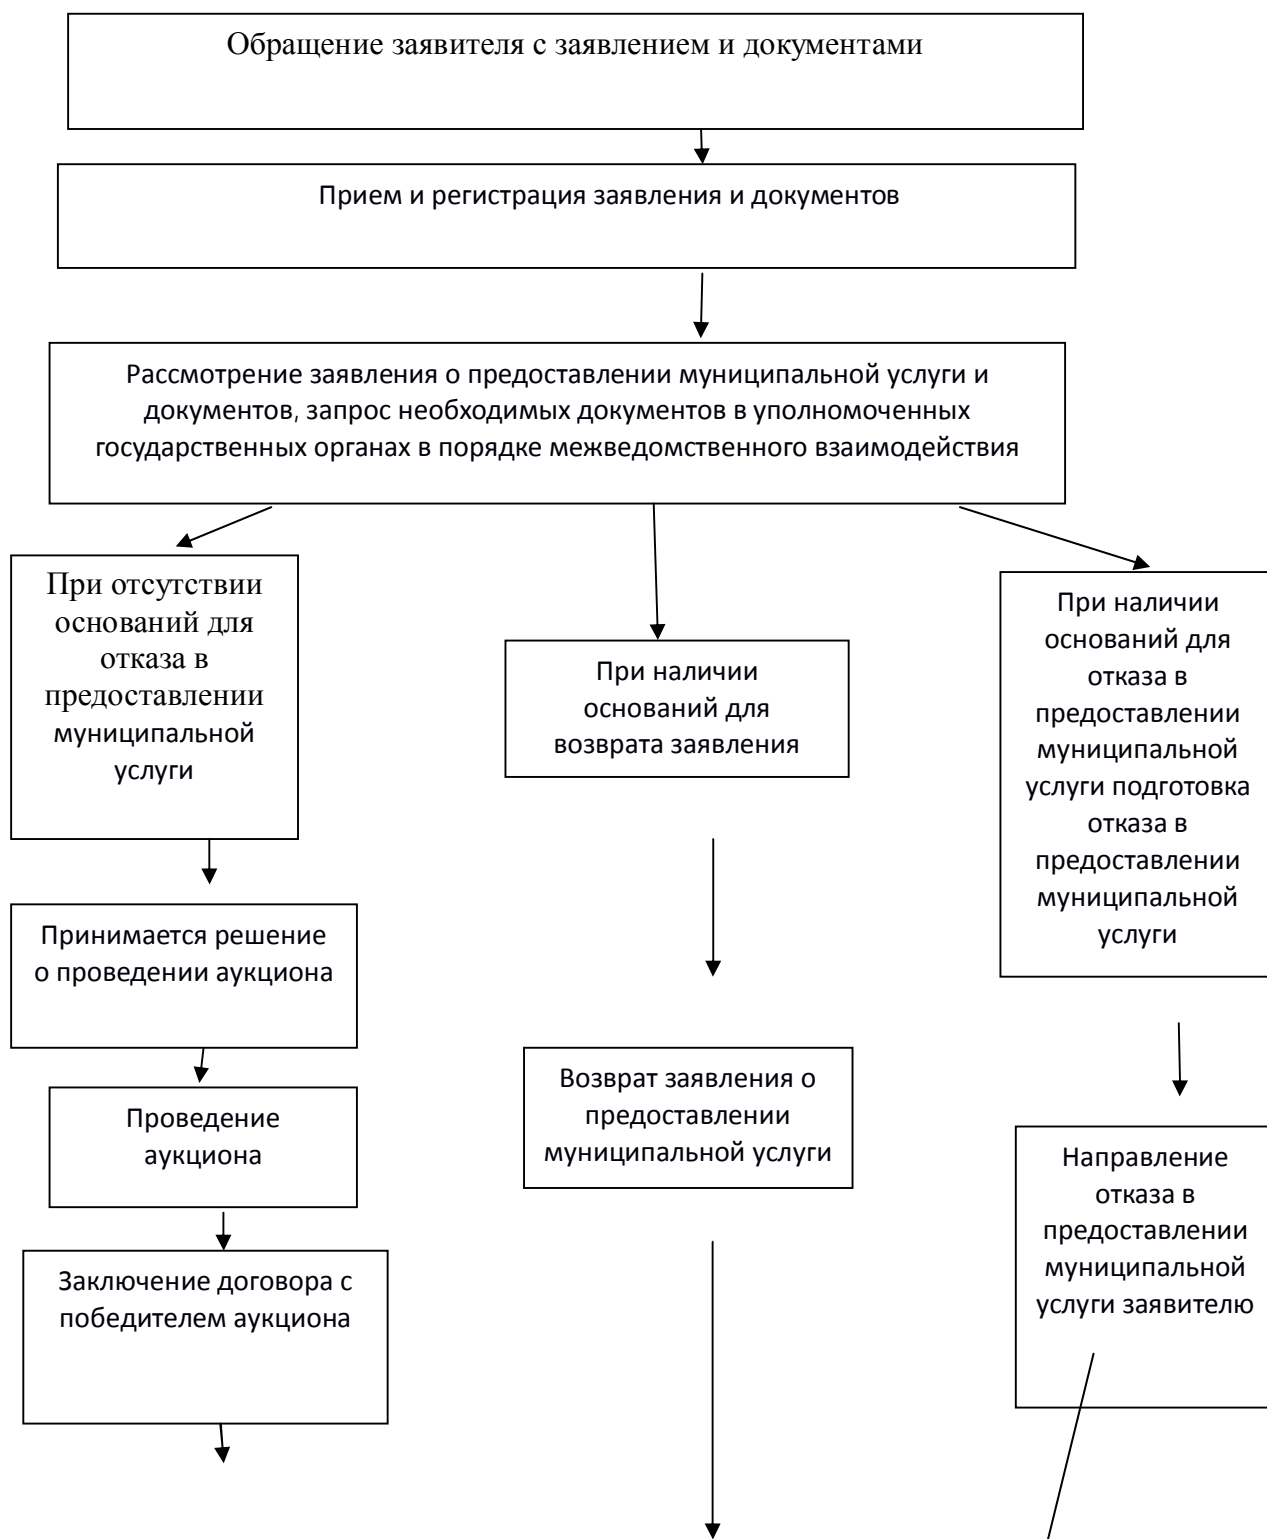 Обращение заявителя с заявлением и документами
Прием и регистрация заявления и документов
Рассмотрение заявления о предоставлении муниципальной услуги и
документов, запрос необходимых документов в уполномоченных
государственных органах в порядке межведомственного взаимодействия
При отсутствии
оснований для
отказа в
предоставлении
муниципальной
услуги
При наличии
оснований для
возврата заявления
При наличии
оснований для
отказа в
предоставлении
муниципальной
услуги подготовка
отказа в
предоставлении
муниципальной
услуги
Принимается решение
о проведении аукциона
Возврат заявления о
предоставлении
муниципальной услуги
Проведение
аукциона
Направление
отказа в
предоставлении
муниципальной
услуги заявителю
Заключение договора с
победителем аукциона